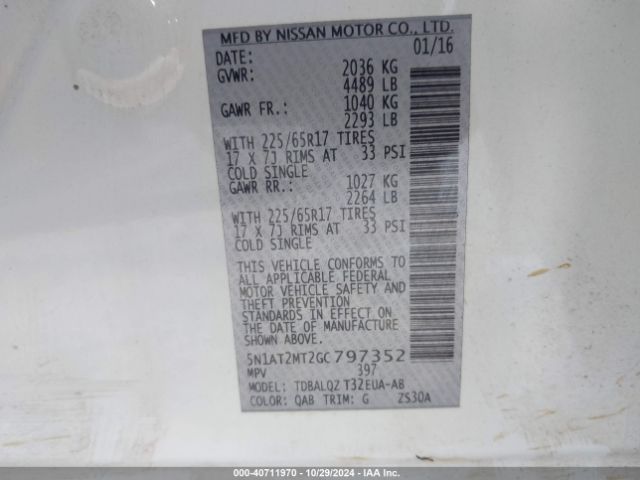 MFD BY NISSAN MOTOR CO., LTD.
DATE: 01/16
GVWR: 2036 KG
4489 LB
GAWR FR.: 1040 KG
2293 LB
WITH 225/65R17 TIRES
17 X 7J RIMS AT 33 PSI
COLD SINGLE
GAWR RR.: 1027 KG
2264 LB
WITH 225/65R17 TIRES
17 X 7J RIMS AT 33 PSI
COLD SINGLE
THIS VEHICLE CONFORMS TO
ALL APPLICABLE FEDERAL
MOTOR VEHICLE SAFETY AND
THEFT PREVENTION
STANDARDS IN EFFECT ON THE
DATE OF MANUFACTURE SHOWN
ABOVE.
5N1AT2MT2GC797352
MPV 397
MODEL: TDBALQZ T32EUA-AB
COLOR: QAB TRIM: G ZS30A
000-40711970 | 10/29/2024 | IAA Inc.